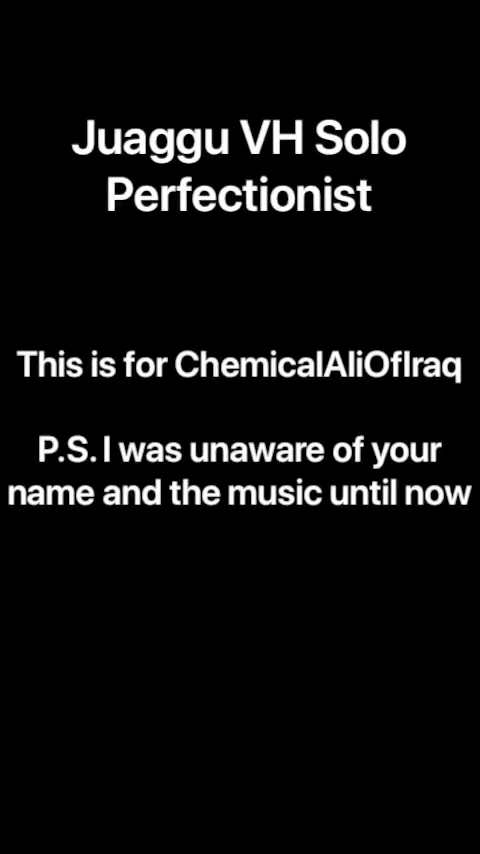 Juaggu VH Solo
Perfectionist
This is for ChemicalAliOfIraq
P.S. I was unaware of your
name and the music until now